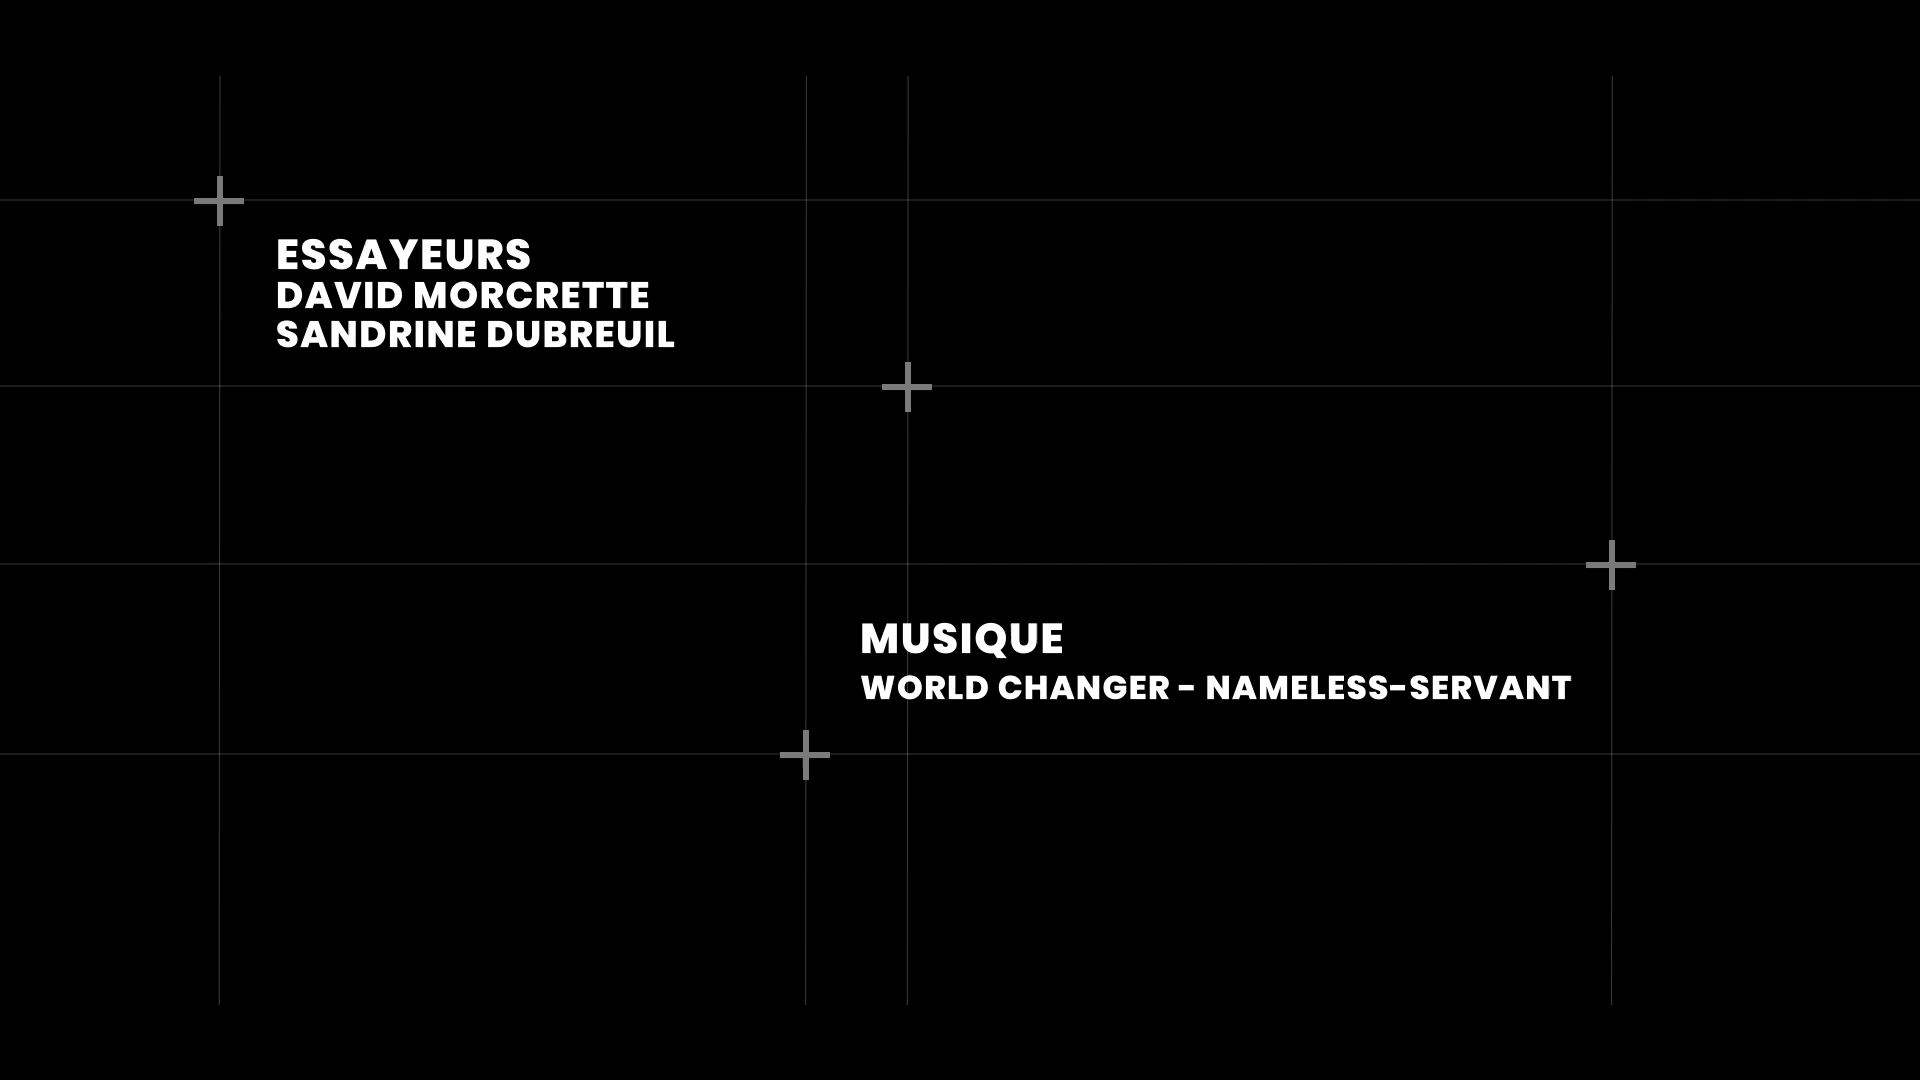 ESSAYEURS
DAVID MORCRETTE
SANDRINE DUBREUIL
MUSIQUE
WORLD CHANGER - NAMELESS-SERVANT